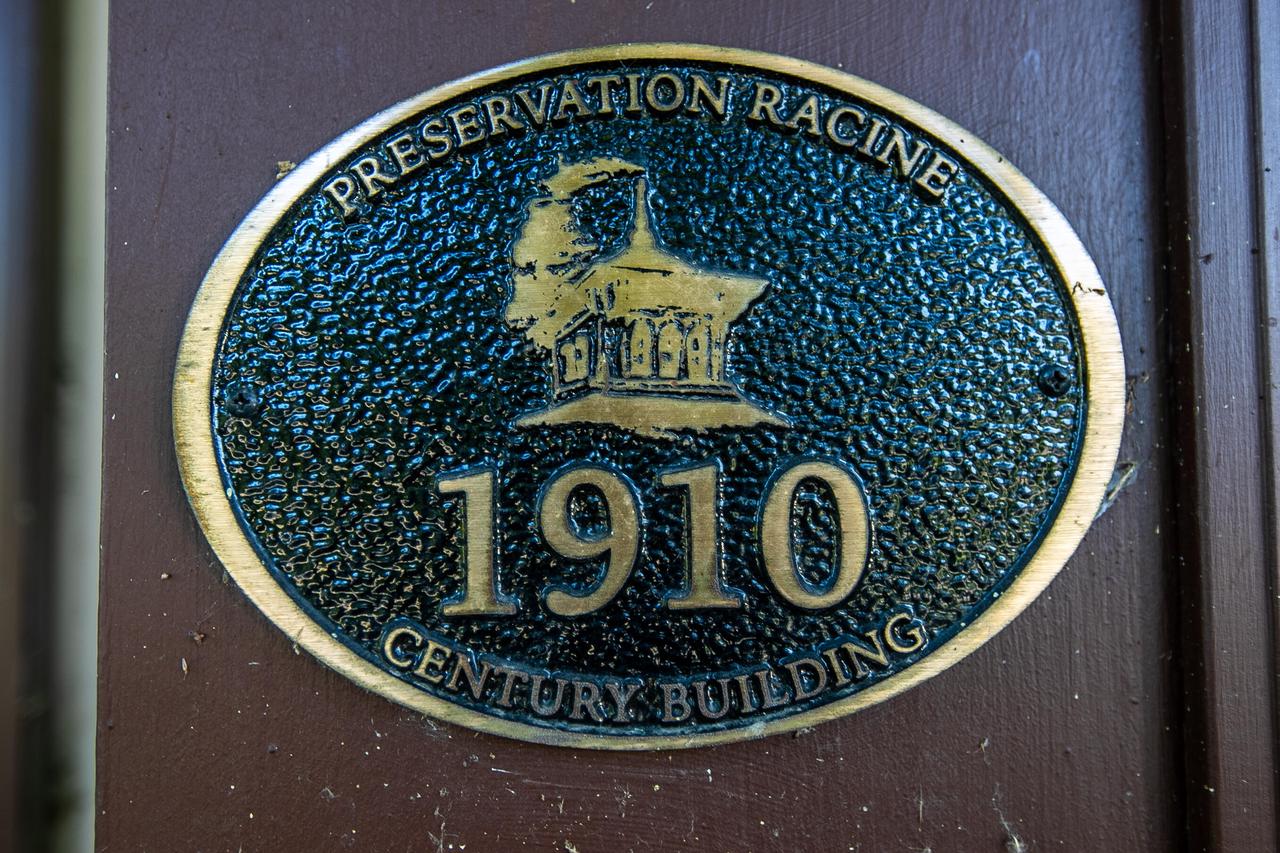 PRESERVATION RACINE
1910
CENTURY BUILDING